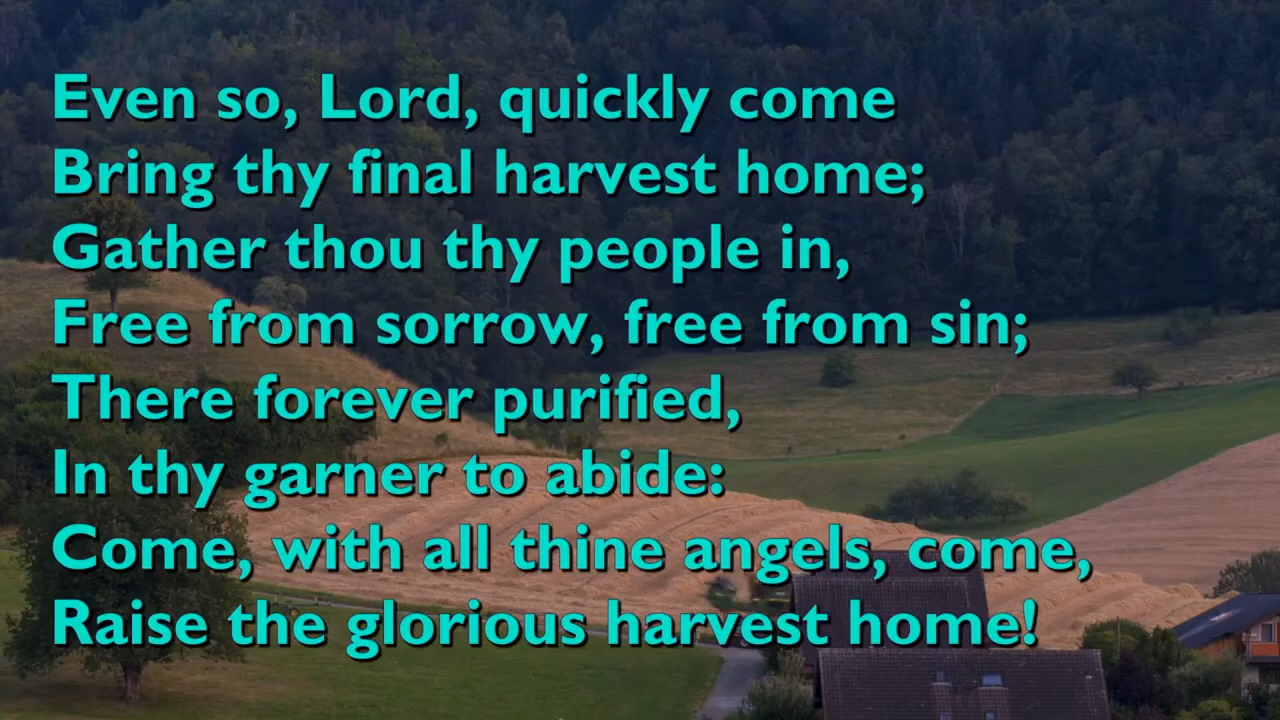 Even so, Lord, quickly come
Bring thy final harvest home;
Gather thou thy people in,
Free from sorrow, free from sin;
There forever purified,
In thy garner to abide:
Come, with all thine angels, come,
Raise the glorious harvest home!